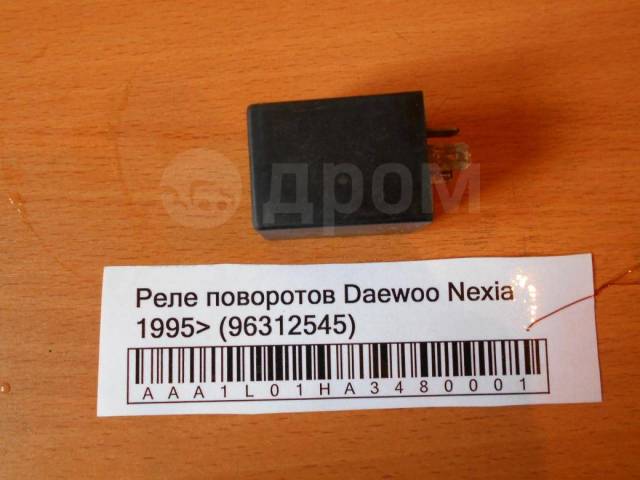 дром
Реле поворотов Daewoo Nexia
1995> (96312545)
AAA1L01HA3480001